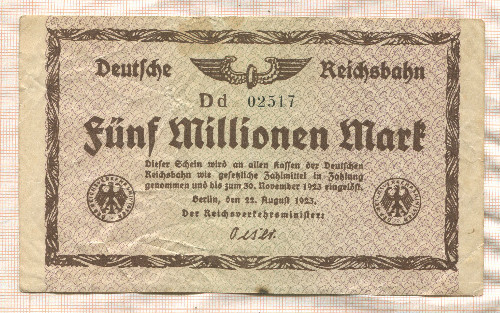 Deutsche Reichsbahn
Dd 02517
Fünf Millionen Mark
Dieser Schein wird an allen Kassen der Deutschen
Reichsbahn wie gesetzliche Zahlmittel in Zahlung
genommen und bis zum 30. November 1923 eingelöst.
Berlin, den 22. August 1923.
Der Reichsverkehrsminister:
Oeser